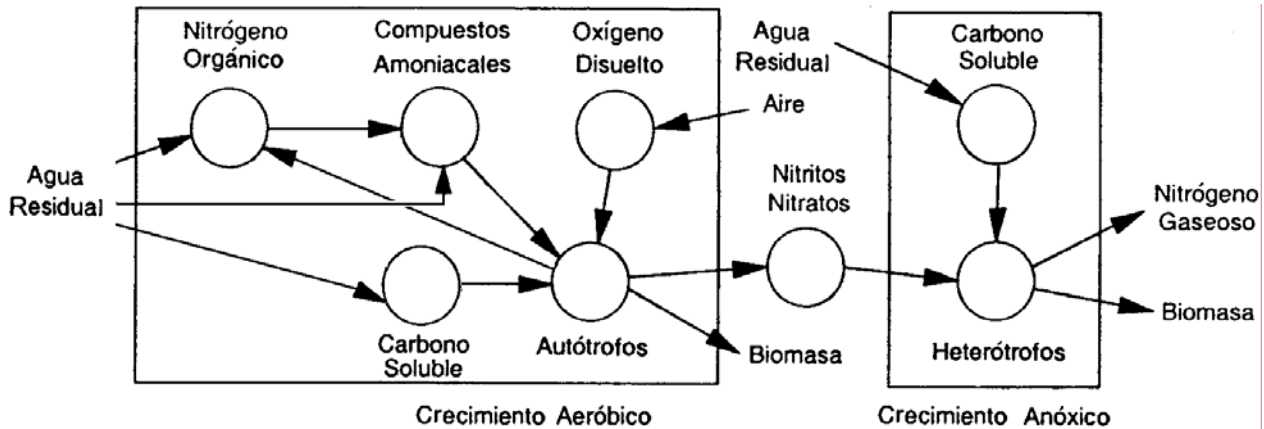 Nitrógeno
Orgánico
Compuestos
Amoniacales
Oxígeno
Disuelto
Agua
Residual
Carbono
Soluble
Aire
Agua
Residual
Nitritos
Nitratos
Nitrógeno
Gaseoso
Carbono
Soluble
Autótrofos
Biomasa
Heterótrofos
Biomasa
Crecimiento Aeróbico
Crecimiento Anóxico